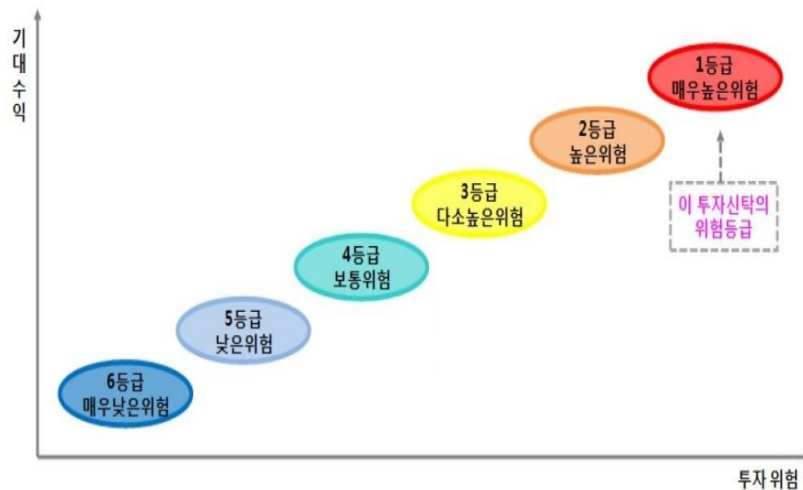 기대수익
1등급
매우높은위험
2등급
높은위험
3등급
다소높은위험
이 투자신탁의
위험등급
4등급
보통위험
5등급
낮은위험
6등급
매우낮은위험
투자 위험